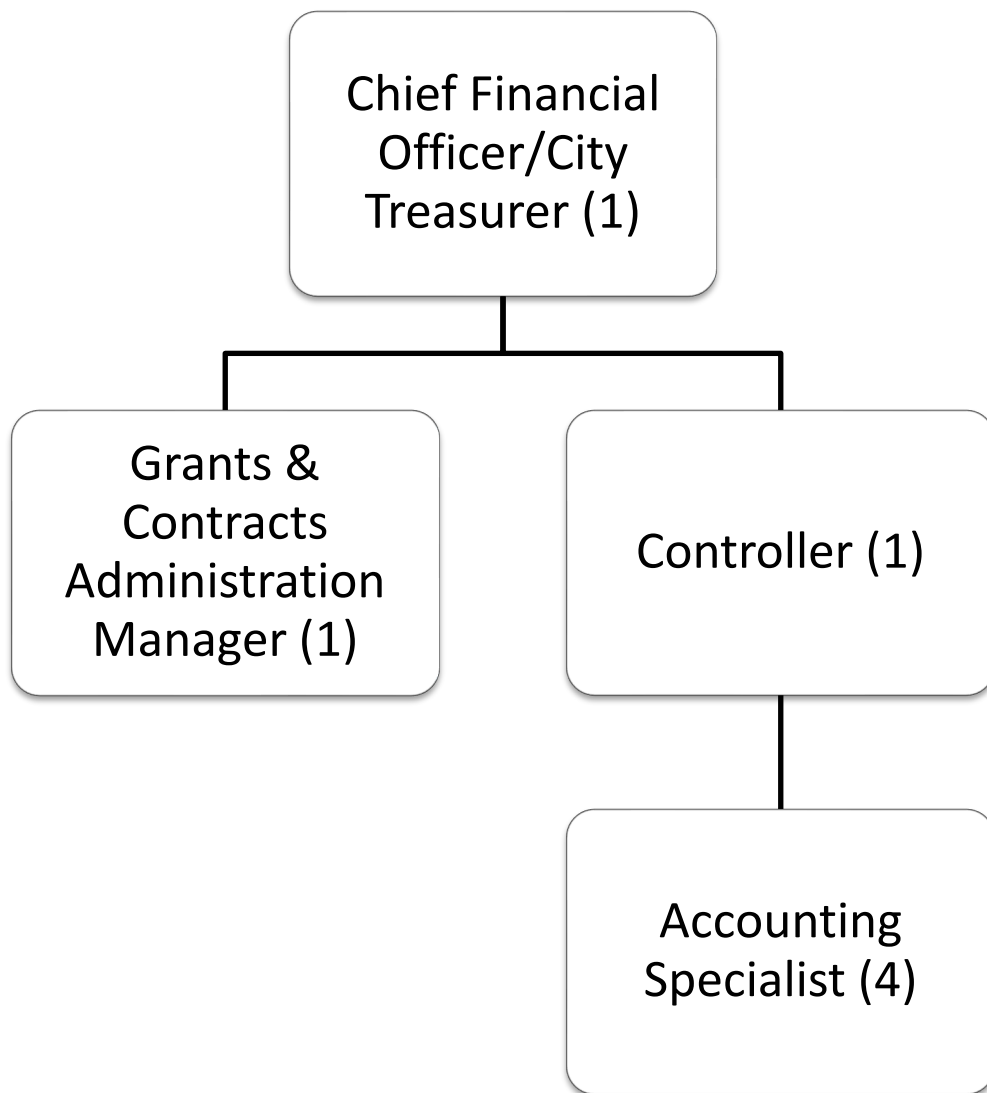 Chief Financial
Officer/City
Treasurer (1)
Grants &
Contracts
Administration
Manager (1)
Controller (1)
Accounting
Specialist (4)